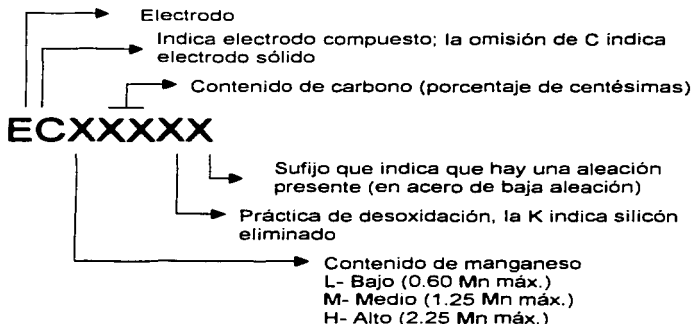 Electrodo
Indica electrodo compuesto; la omisión de C indica
electrodo sólido
Contenido de carbono (porcentaje de centésimas)
ECXXXXX
Sufijo que indica que hay una aleación
presente (en acero de baja aleación)
Práctica de desoxidación, la K indica silicón
eliminado
Contenido de manganeso
L- Bajo (0.60 Mn máx.)
M- Medio (1.25 Mn máx.)
H- Alto (2.25 Mn máx.)